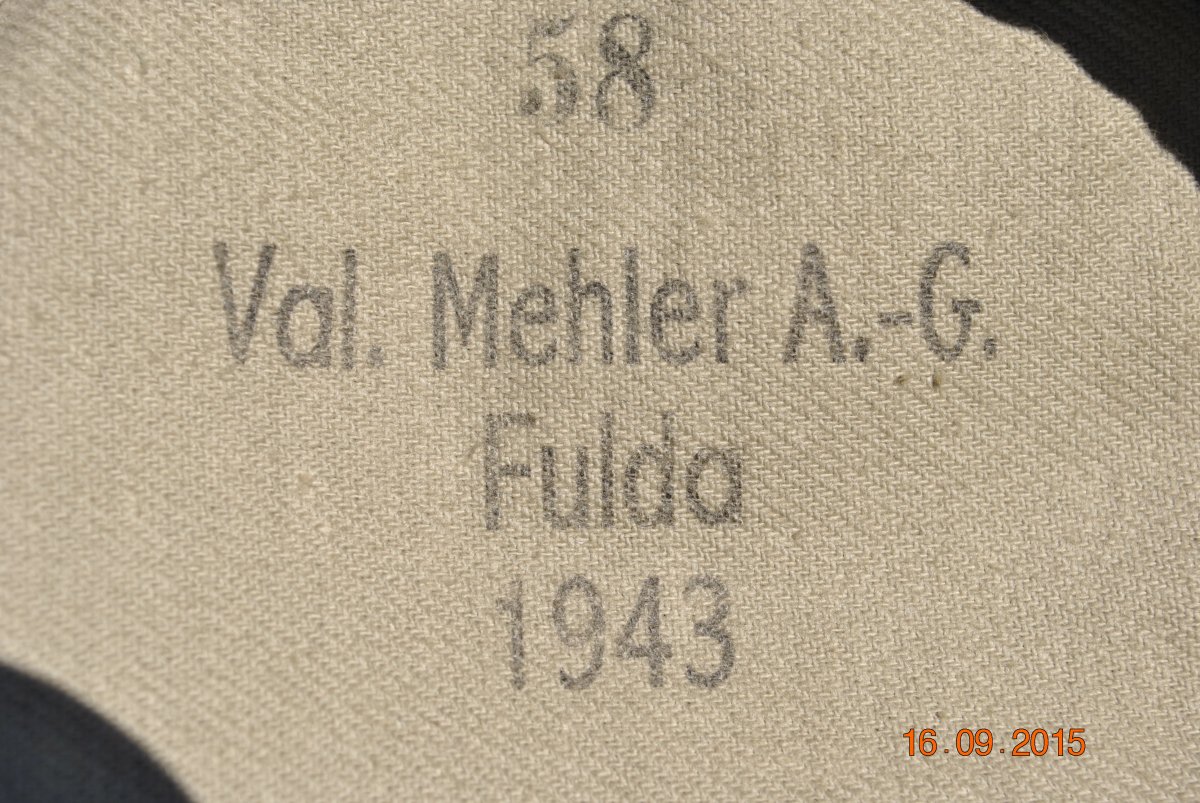 58
Val. Mehler A.-G.
Fulda
1943
16.09.2015